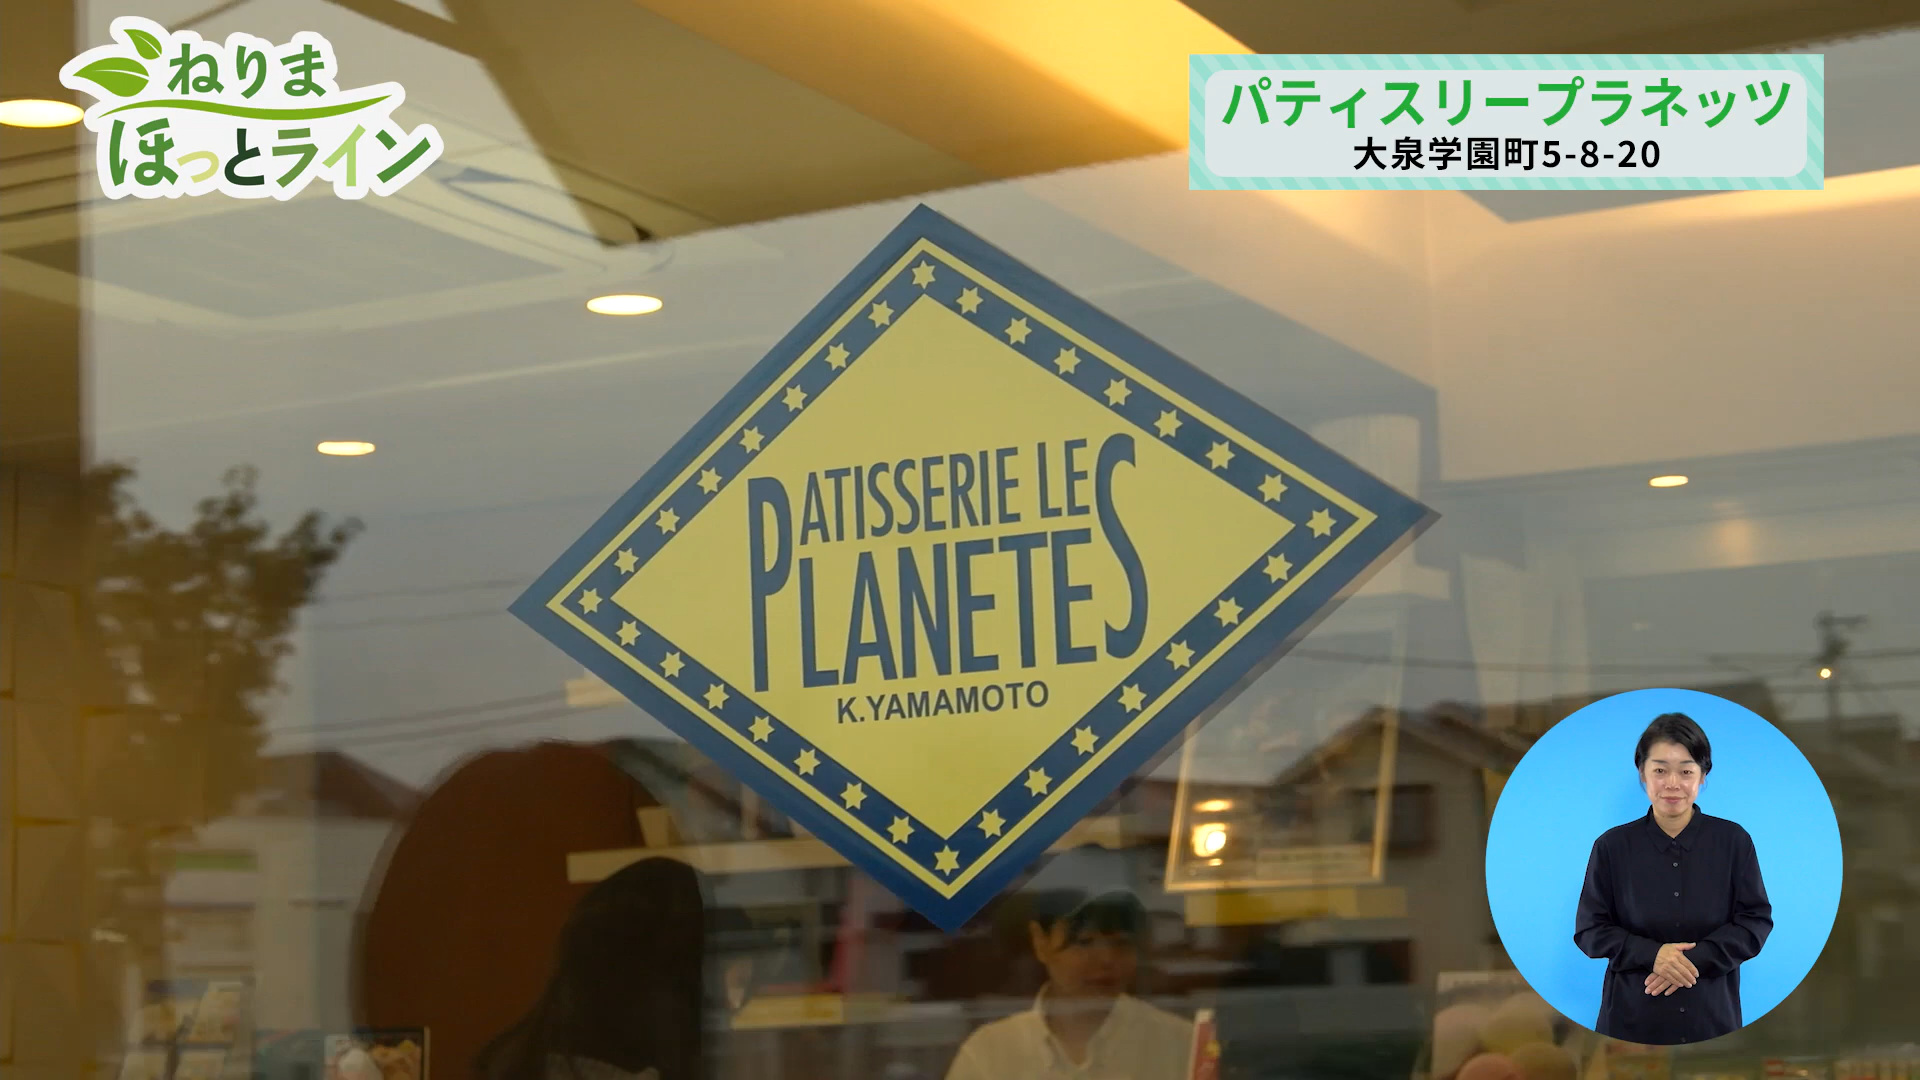 ねりま
ほっとライン
パティスリープラネッツ
大泉学園町5-8-20
PATISSERIE LES
PLANETES
K.YAMAMOTO